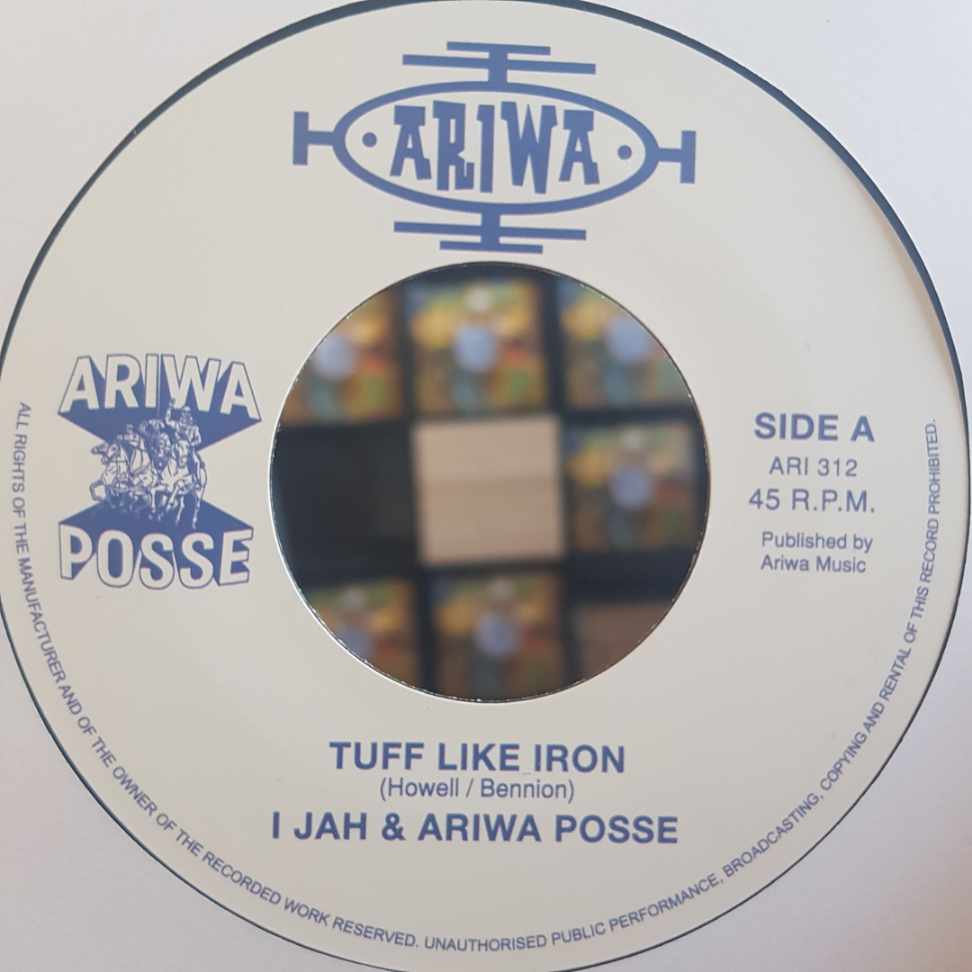 ARIWA
ARIWA
POSSE
SIDE A
ARI 312
45 R.P.M.
Published by
Ariwa Music
TUFF LIKE IRON
(Howell / Bennion)
I JAH & ARIWA POSSE
ALL RIGHTS OF THE MANUFACTURER AND OF THE OWNER OF THE RECORDED WORK RESERVED. UNAUTHORISED PUBLIC PERFORMANCE, BROADCASTING, COPYING AND RENTAL OF THIS RECORD PROHIBITED.